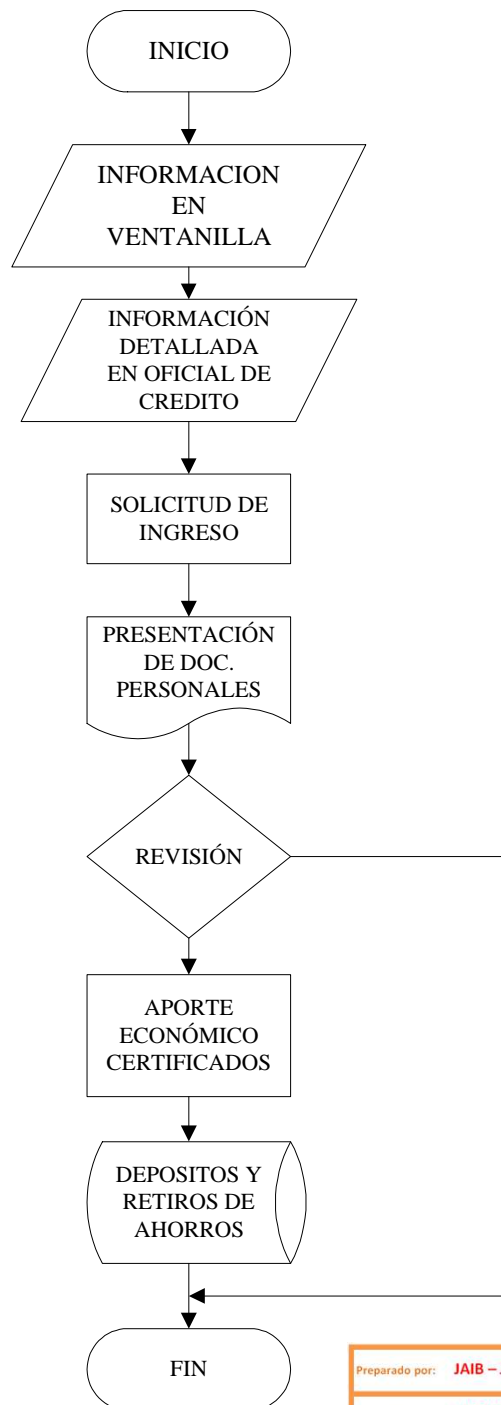 INICIO
INFORMACION
EN
VENTANILLA
INFORMACIÓN
DETALLADA
EN OFICIAL DE
CREDITO
SOLICITUD DE
INGRESO
PRESENTACIÓN
DE DOC.
PERSONALES
REVISIÓN
APORTE
ECONÓMICO
CERTIFICADOS
DEPOSITOS Y
RETIROS DE
AHORROS
FIN
Preparado por: JAIB –